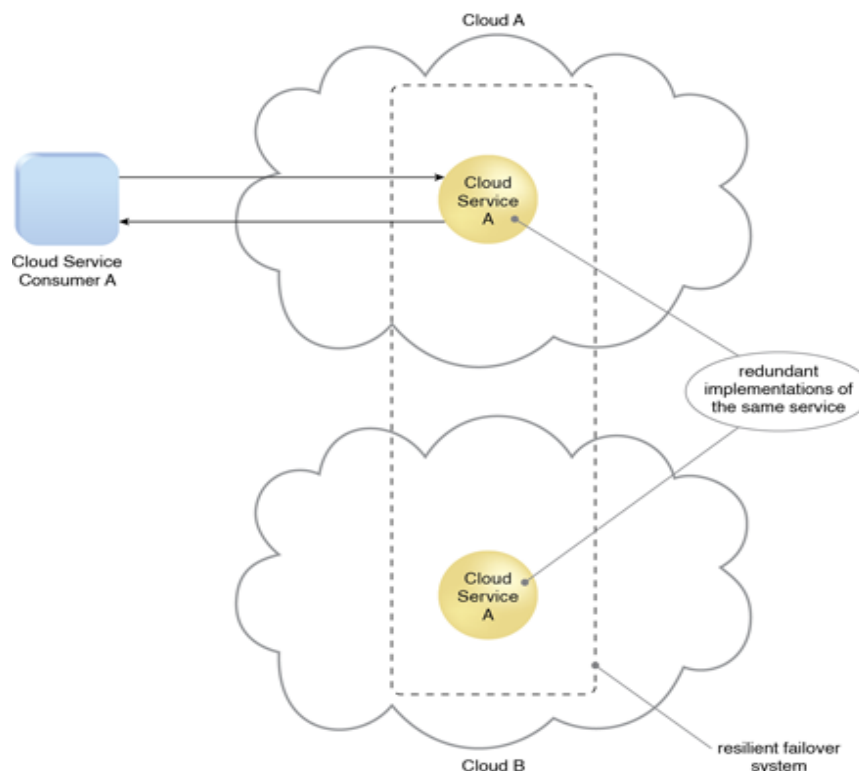 Cloud A
Cloud
Service
A
Cloud Service
Consumer A
redundant
implementations of
the same service
Cloud
Service
A
resilient failover
system
Cloud B